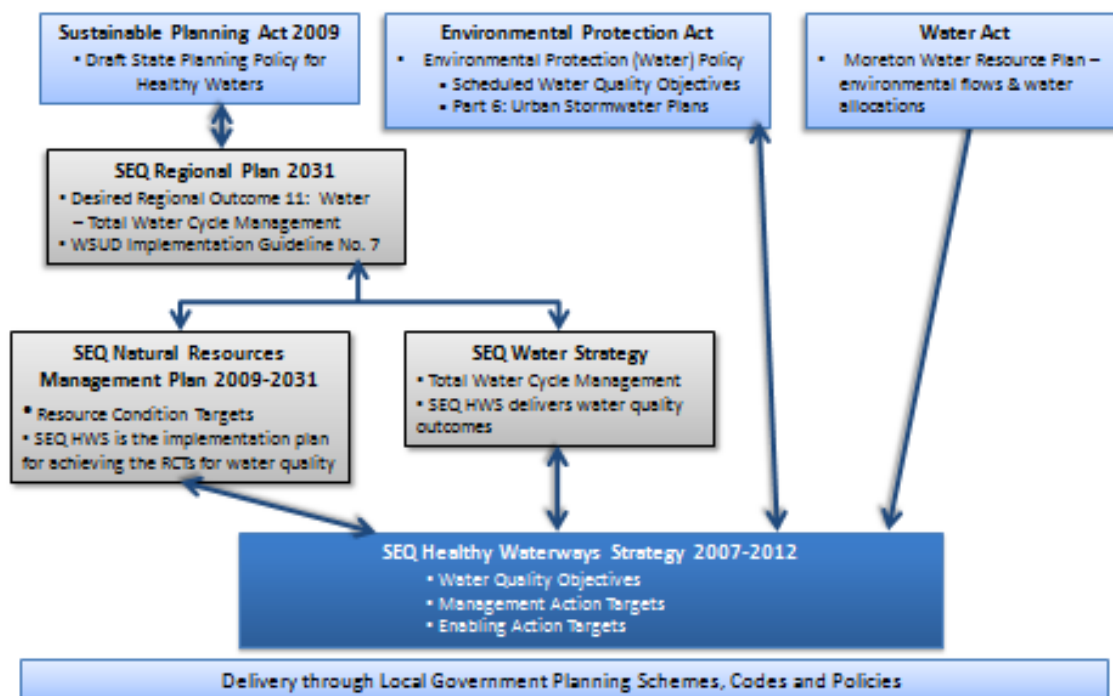 Sustainable Planning Act 2009
▪ Draft State Planning Policy for
Healthy Waters
Environmental Protection Act
• Environmental Protection (Water) Policy
▪ Scheduled Water Quality Objectives
▪ Part 6: Urban Stormwater Plans
Water Act
• Moreton Water Resource Plan –
environmental flows & water
allocations
SEQ Regional Plan 2031
▪ Desired Regional Outcome 11: Water
– Total Water Cycle Management
▪ WSUD Implementation Guideline No. 7
SEQ Natural Resources
Management Plan 2009-2031
▪ Resource Condition Targets
▪ SEQ HWS is the implementation plan
for achieving the RCTs for water quality
SEQ Water Strategy
▪ Total Water Cycle Management
▪ SEQ HWS delivers water quality
outcomes
SEQ Healthy Waterways Strategy 2007-2012
▪ Water Quality Objectives
▪ Management Action Targets
▪ Enabling Action Targets
Delivery through Local Government Planning Schemes, Codes and Policies